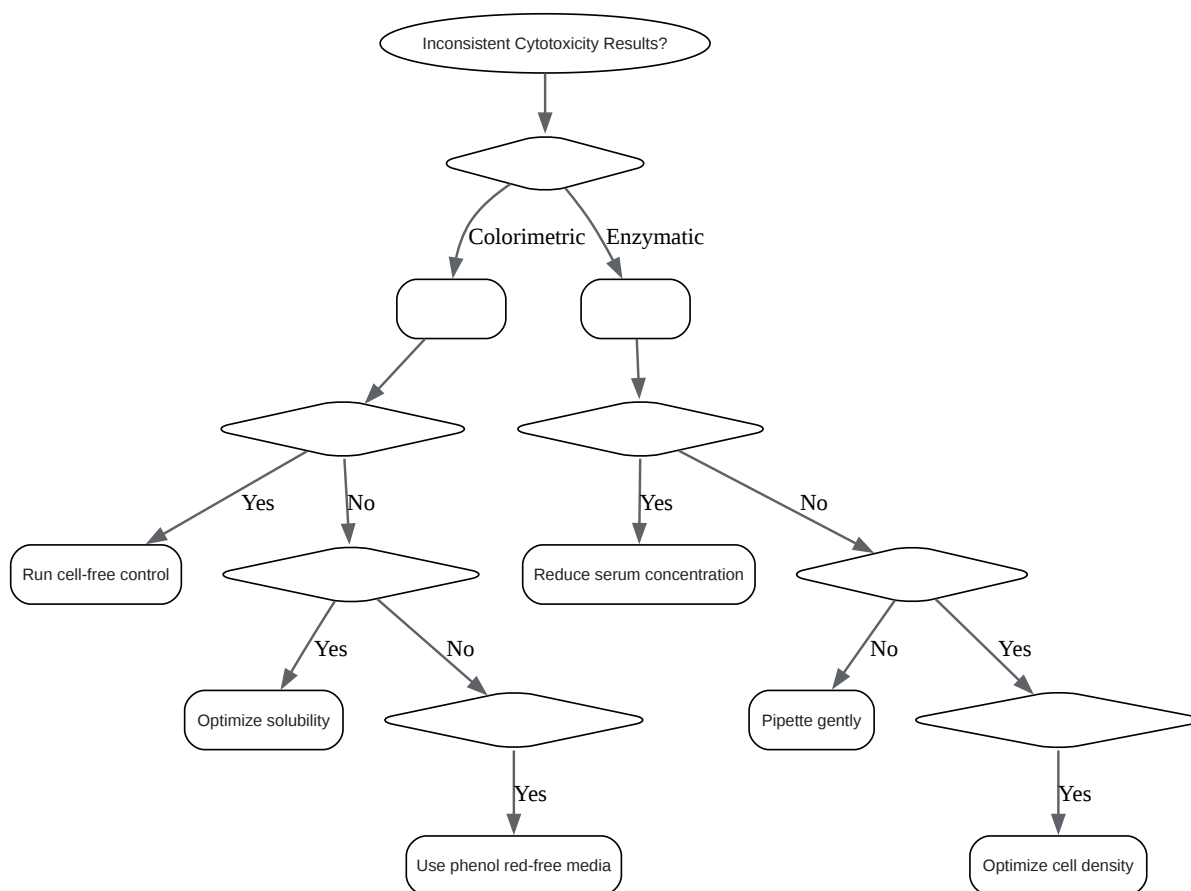 Inconsistent Cytotoxicity Results?
Colorimetric
Enzymatic
Yes
No
Yes
No
Run cell-free control
Reduce serum concentration
Yes
No
No
Yes
Optimize solubility
Pipette gently
Yes
Yes
Use phenol red-free media
Optimize cell density